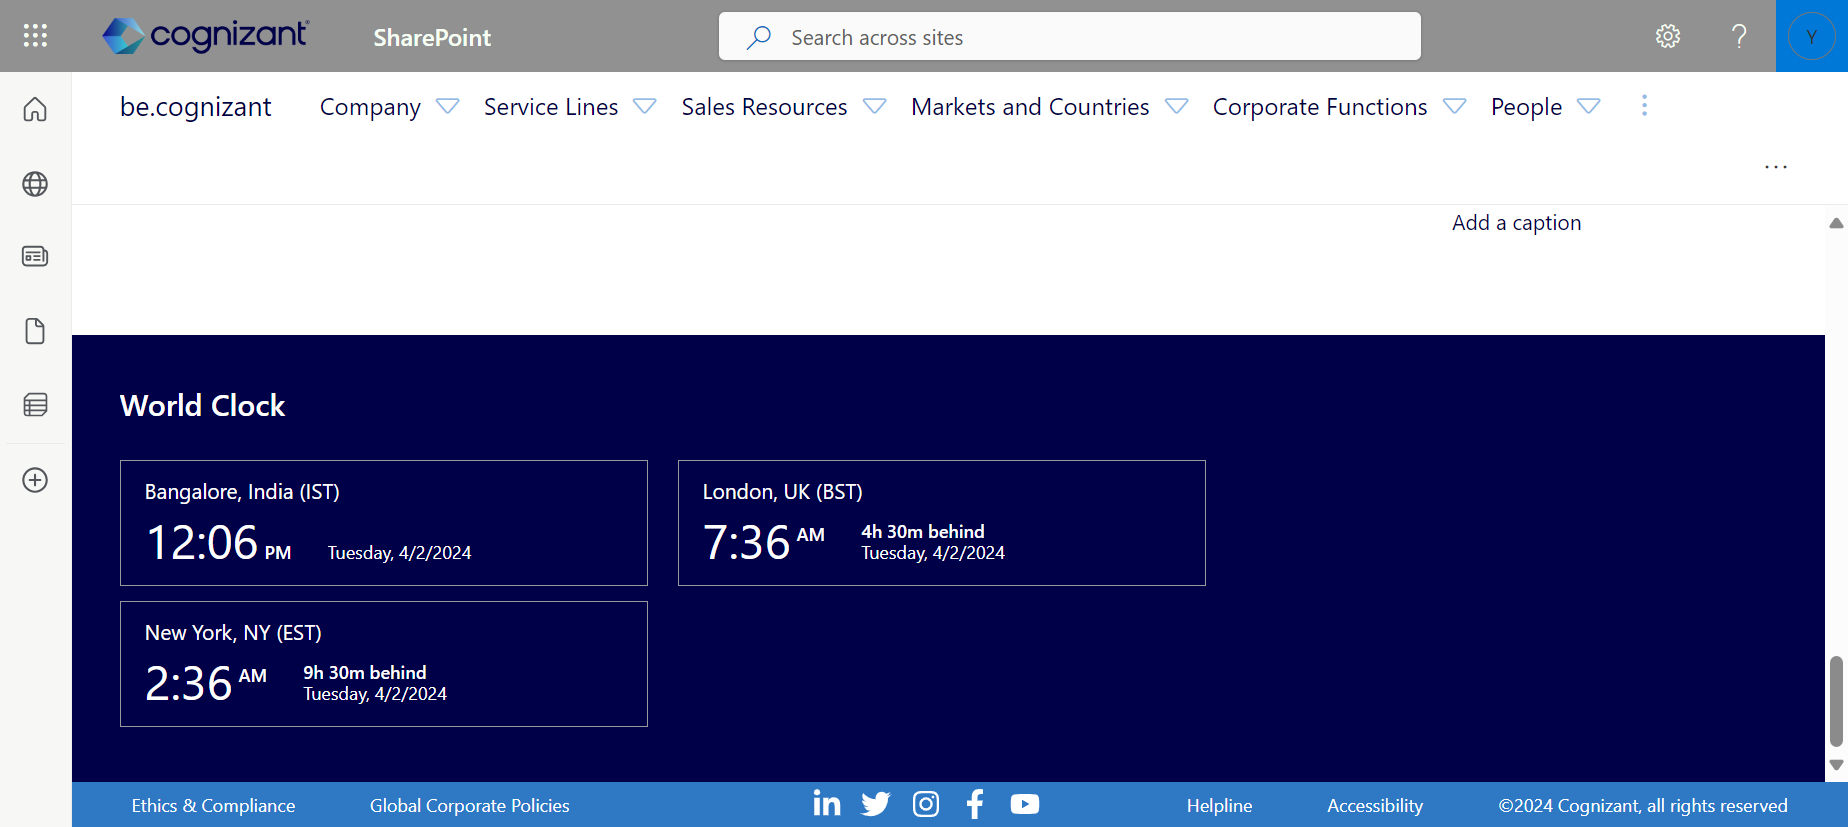 cognizant
SharePoint
Search across sites
?
Y
be.cognizant
Company
Service Lines
Sales Resources
Markets and Countries
Corporate Functions
People
...
Add a caption
World Clock
Bangalore, India (IST)
12:06 PM
Tuesday, 4/2/2024
London, UK (BST)
7:36 AM
4h 30m behind
Tuesday, 4/2/2024
New York, NY (EST)
2:36 AM
9h 30m behind
Tuesday, 4/2/2024
Ethics & Compliance
Global Corporate Policies
Helpline
Accessibility
©2024 Cognizant, all rights reserved